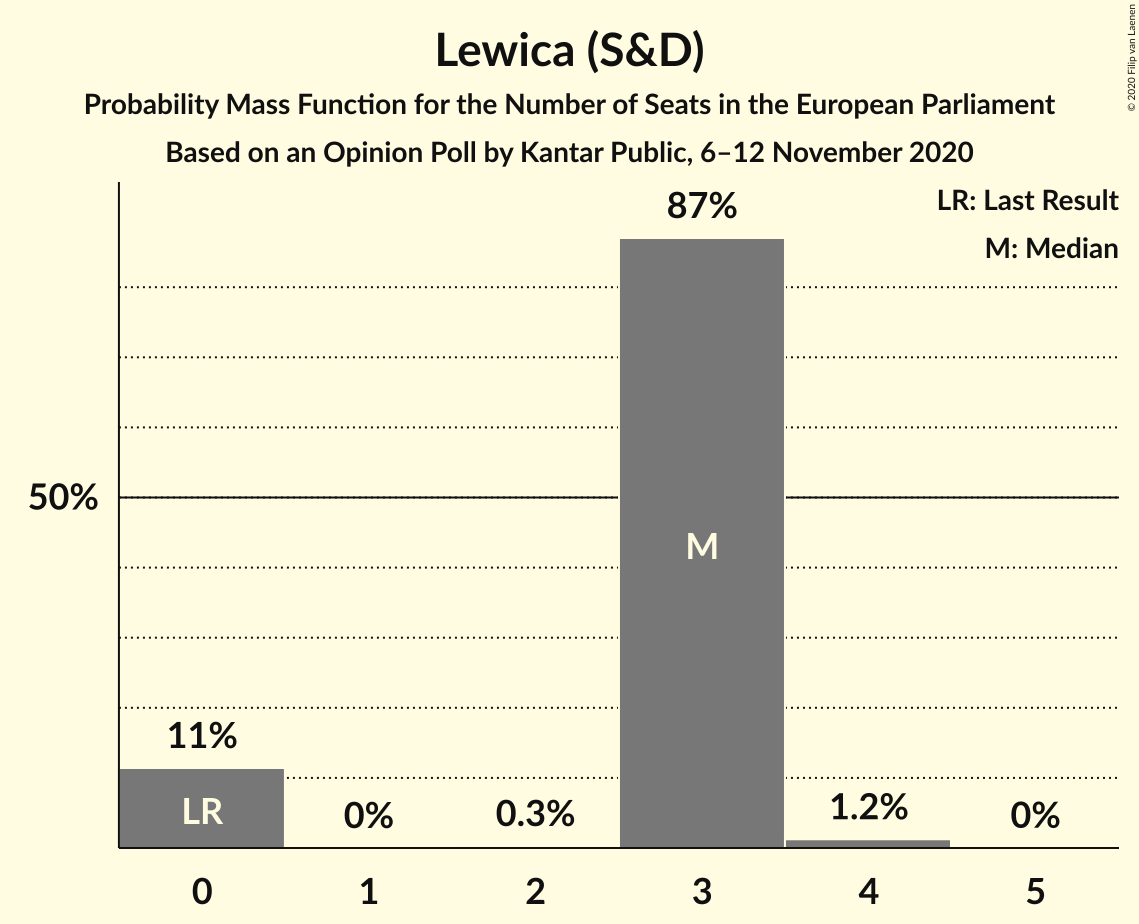 Lewica (S&D)
Probability Mass Function for the Number of Seats in the European Parliament
Based on an Opinion Poll by Kantar Public, 6–12 November 2020
© 2020 Filip van Laenen
LR: Last Result
M: Median
87%
50%
M
11%
LR
0%
0.3%
1.2%
0%
0 1 2 3 4 5